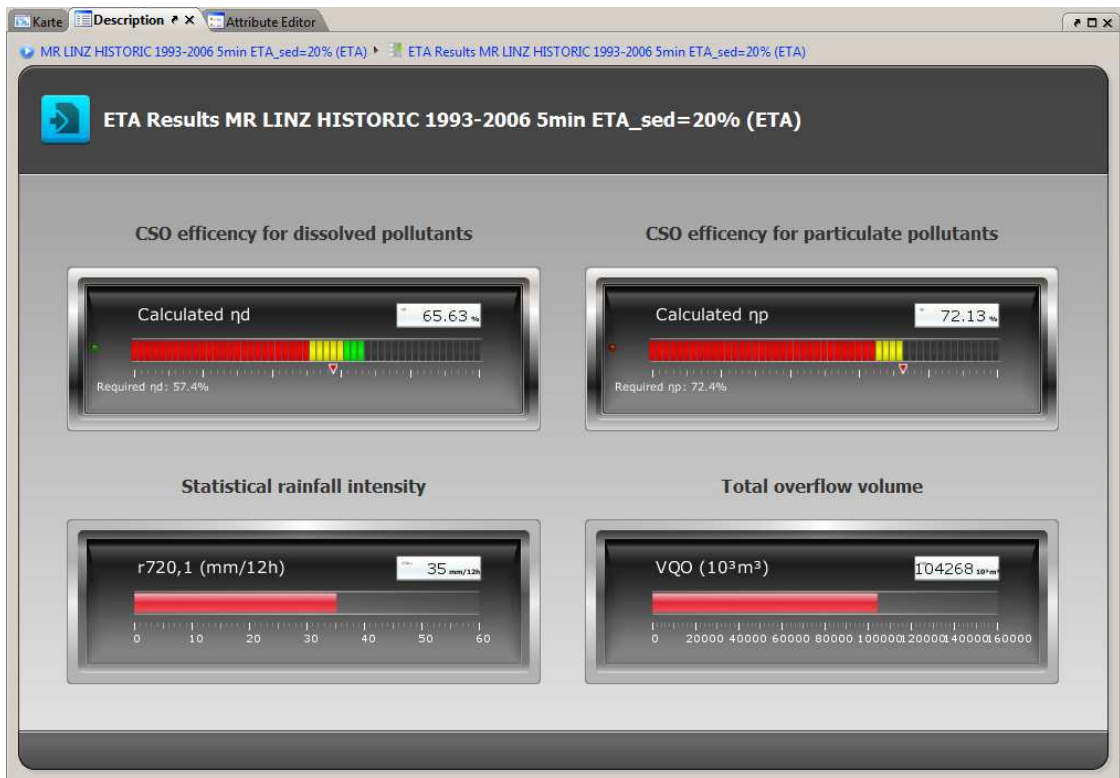 Karte Description Attribute Editor
MR LINZ HISTORIC 1993-2006 5min ETA_sed=20% (ETA) ETA Results MR LINZ HISTORIC 1993-2006 5min ETA_sed=20% (ETA)
ETA Results MR LINZ HISTORIC 1993-2006 5min ETA_sed=20% (ETA)
CSO efficency for dissolved pollutants
Calculated ηd 65.63 %
Required ηd: 57.4%
CSO efficency for particulate pollutants
Calculated ηp 72.13 %
Required ηp: 72.4%
Statistical rainfall intensity
r720,1 (mm/12h) 35 mm/12h
0 10 20 30 40 50 60
Total overflow volume
VQO (10³m³) 104268 10³m³
0 20000 40000 60000 80000 100000 120000 140000 160000